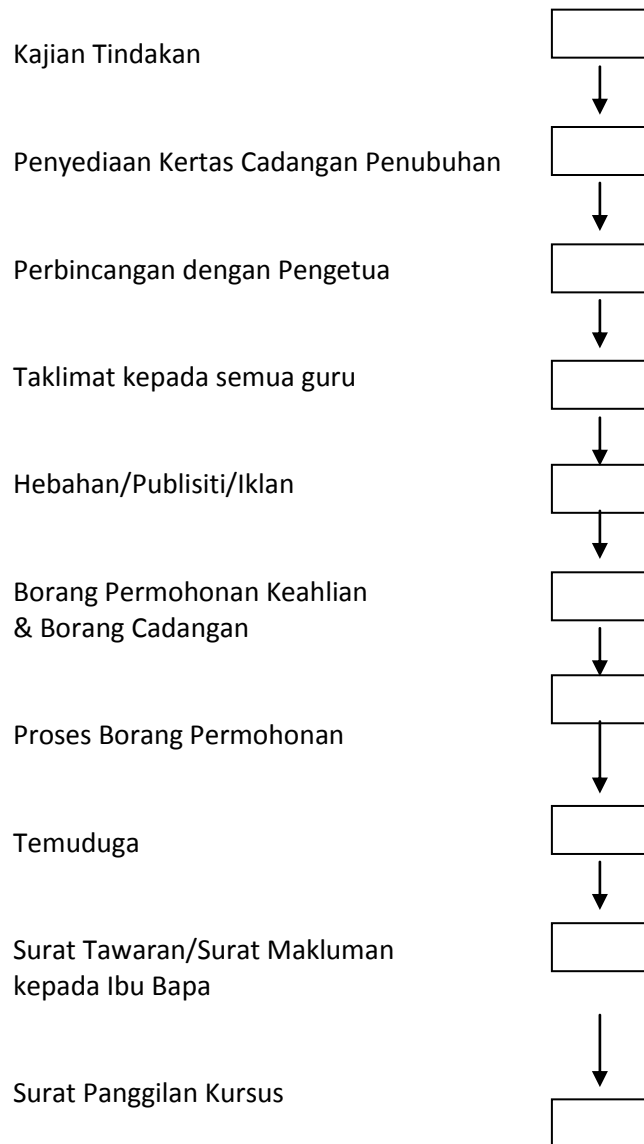 Kajian Tindakan
Penyediaan Kertas Cadangan Penubuhan
Perbincangan dengan Pengetua
Taklimat kepada semua guru
Hebahan/Publisiti/Iklan
Borang Permohonan Keahlian
& Borang Cadangan
Proses Borang Permohonan
Temuduga
Surat Tawaran/Surat Makluman
kepada Ibu Bapa
Surat Panggilan Kursus